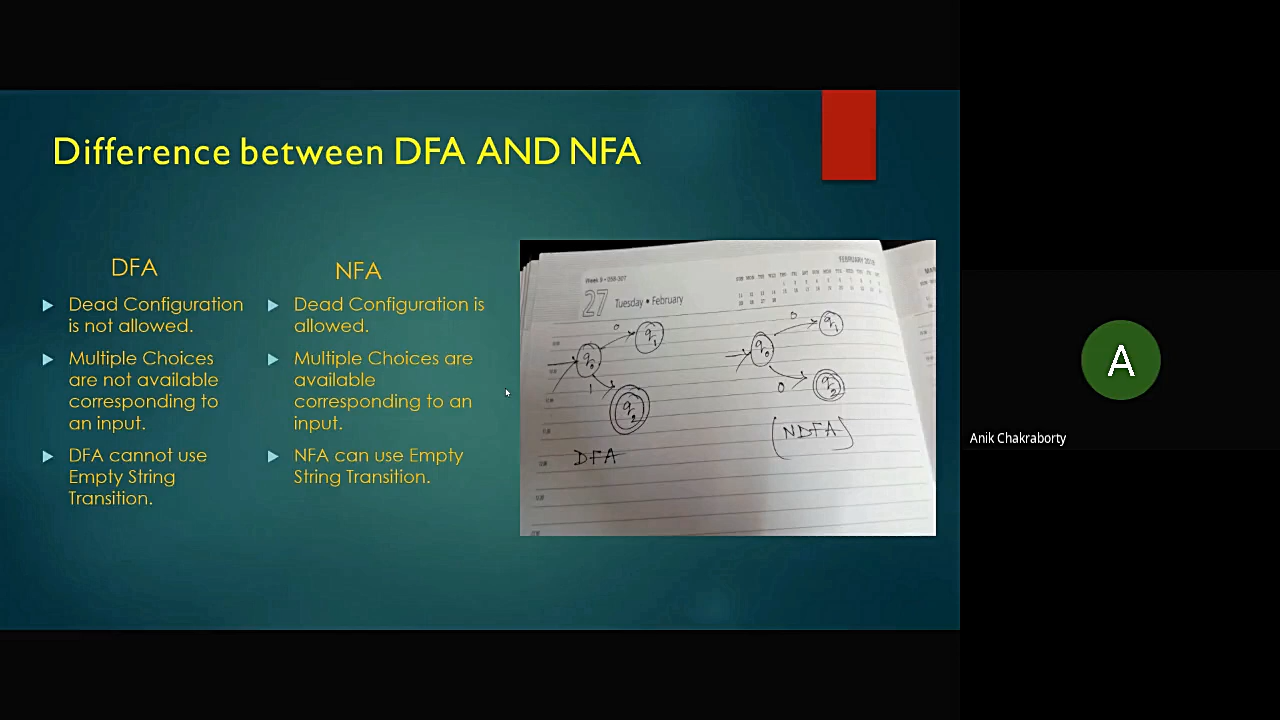 Difference between DFA AND NFA
DFA
Dead Configuration
is not allowed.
Multiple Choices
are not available
corresponding to
an input.
DFA cannot use
Empty String
Transition.
NFA
Dead Configuration is
allowed.
Multiple Choices are
available
corresponding to an
input.
NFA can use Empty
String Transition.
27
Tuesday • February
FEBRUARY
0
q1
q0
1
q2
DFA
0
q1
q0
0
q2
(NDFA)
A
Anik Chakraborty